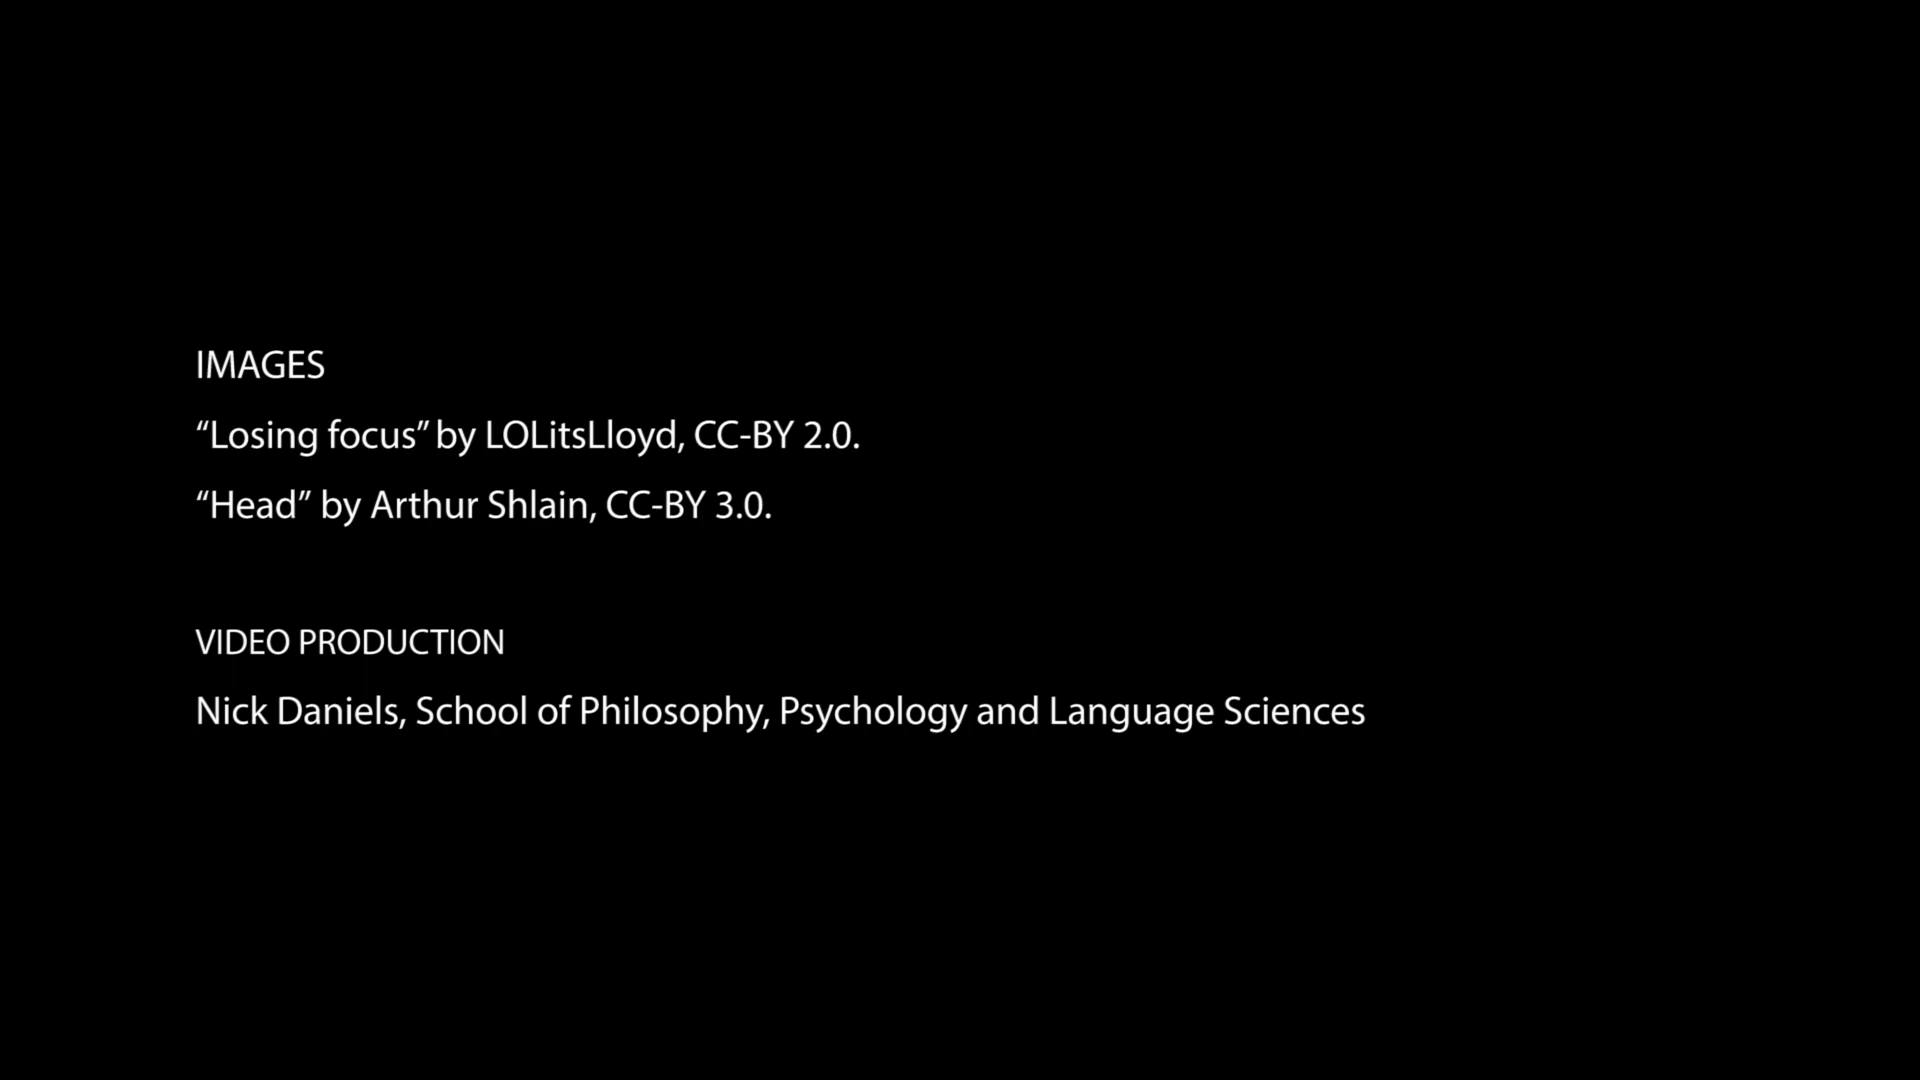 IMAGES
“Losing focus” by LOLitsLloyd, CC-BY 2.0.
“Head” by Arthur Shlain, CC-BY 3.0.
VIDEO PRODUCTION
Nick Daniels, School of Philosophy, Psychology and Language Sciences